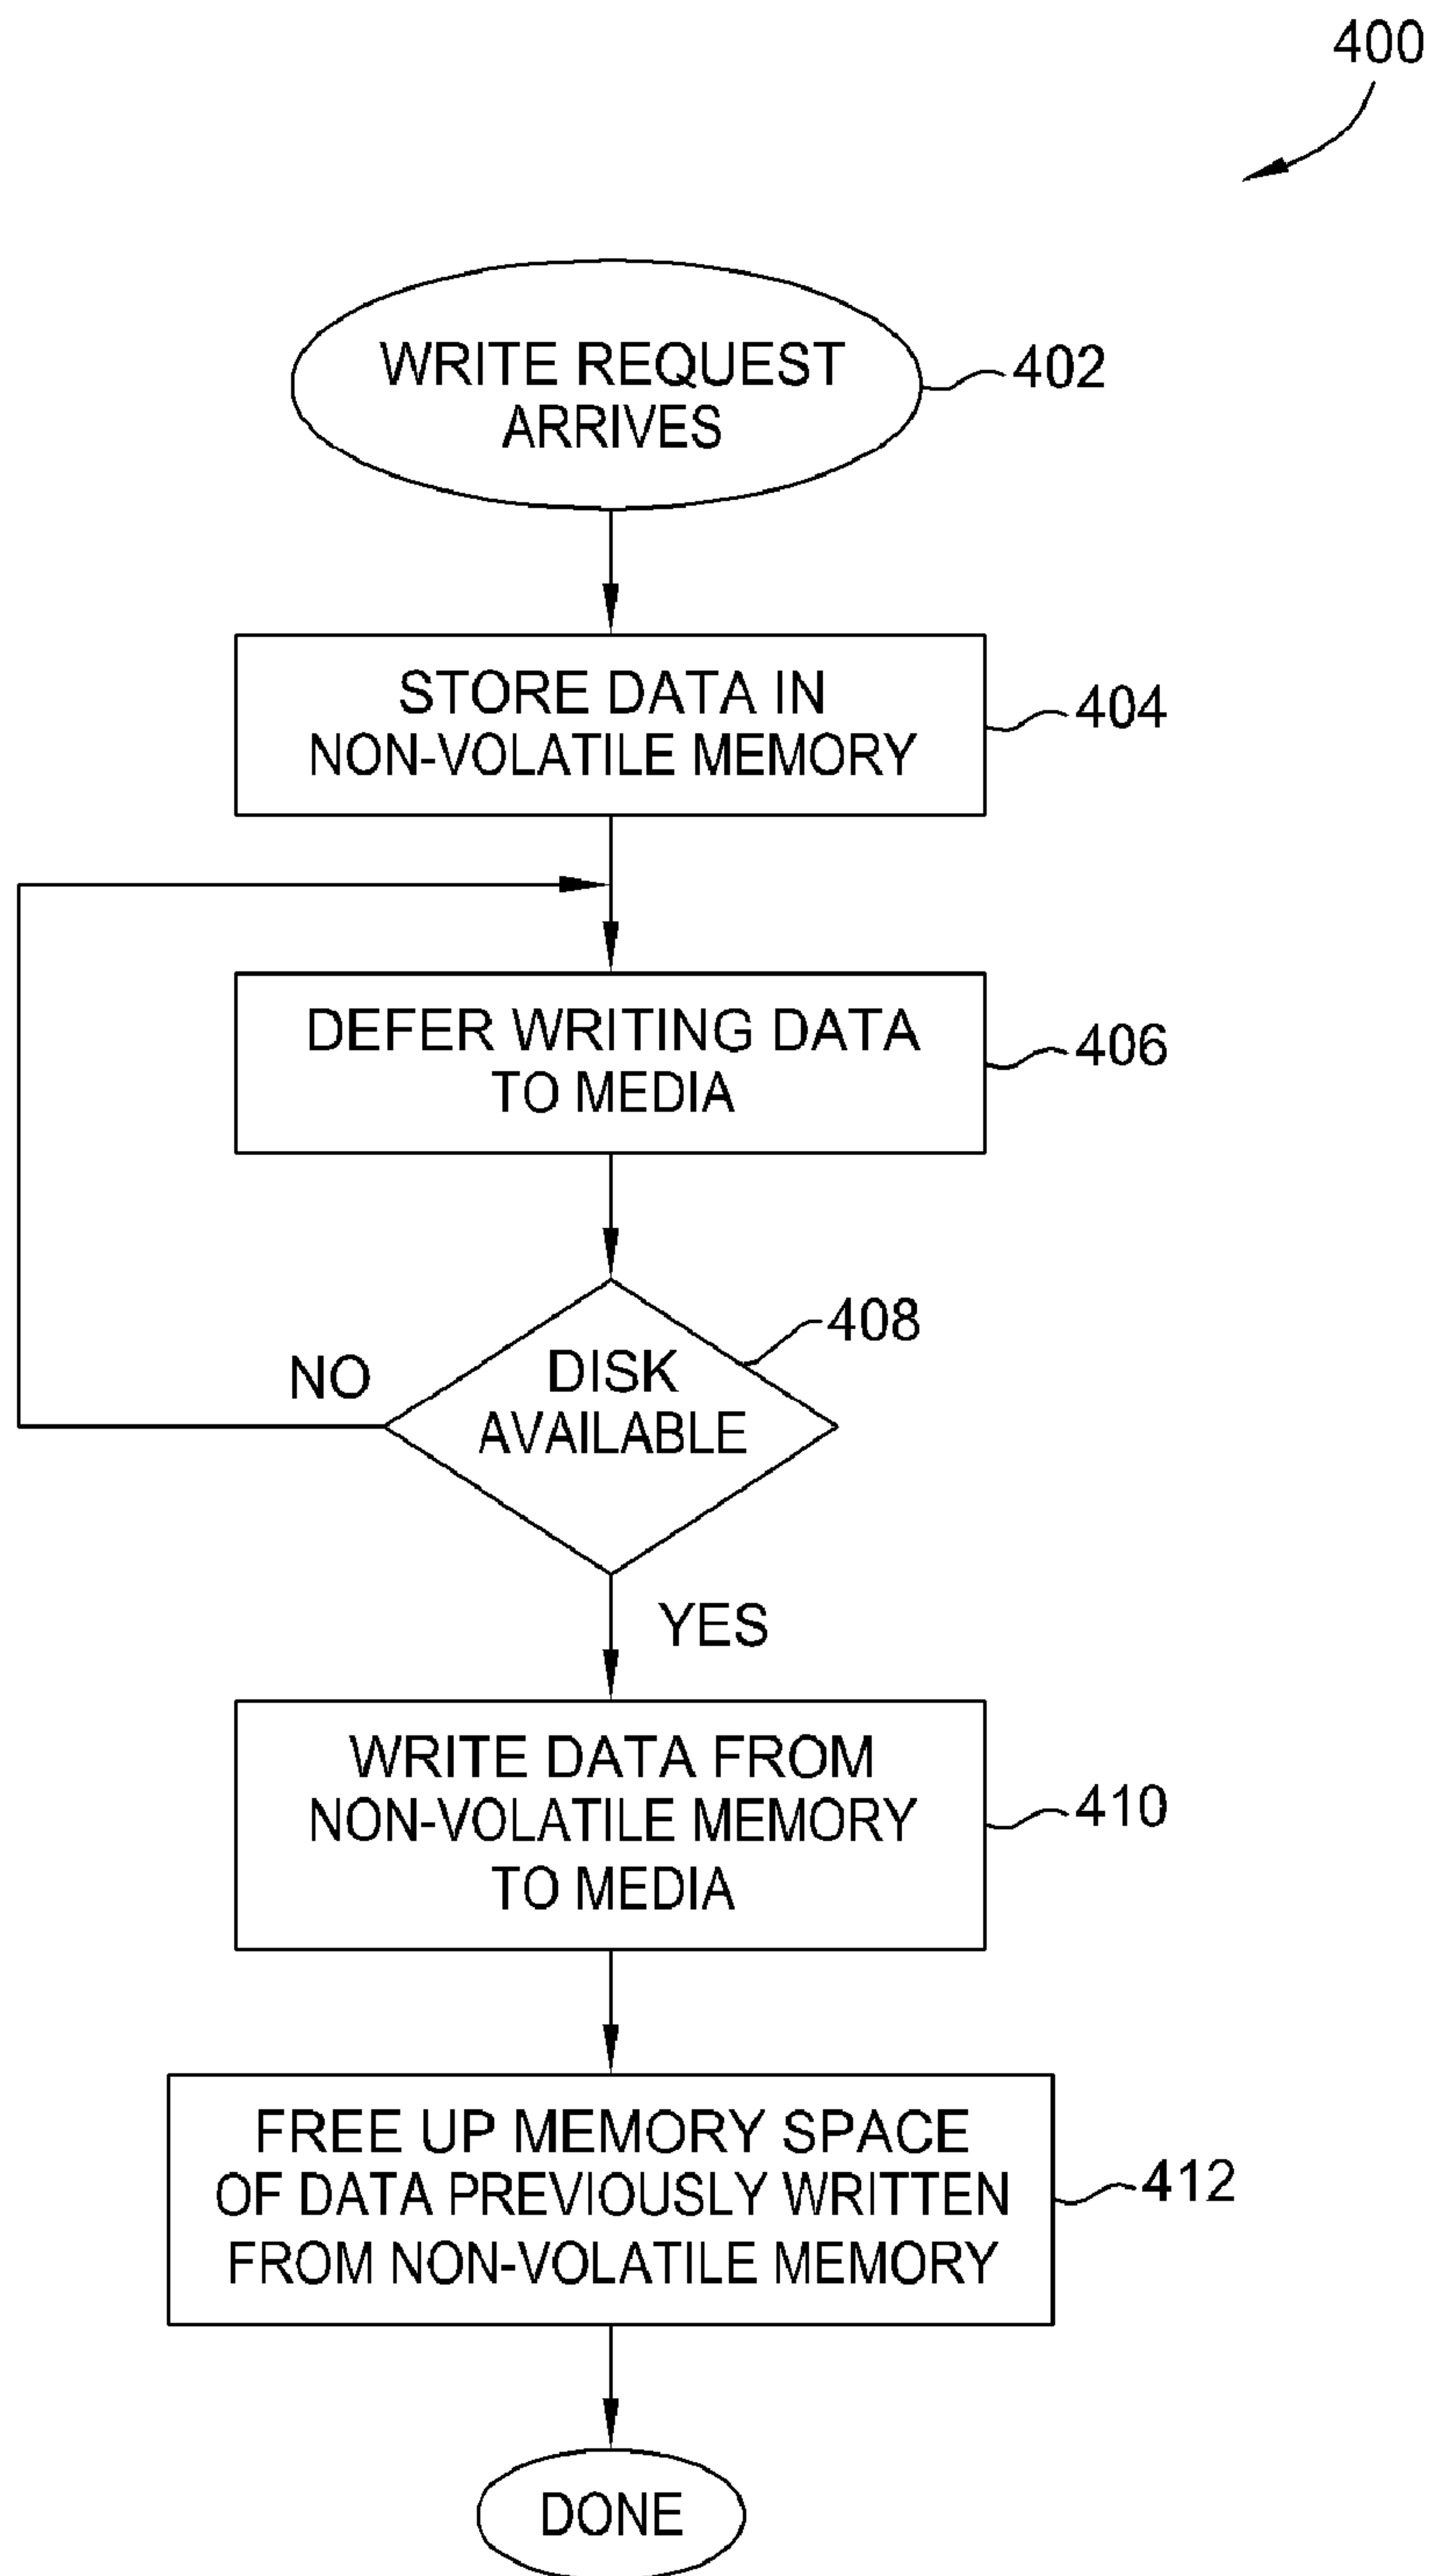 400
WRITE REQUEST
ARRIVES
402
STORE DATA IN
NON-VOLATILE MEMORY
404
DEFER WRITING DATA
TO MEDIA
406
408
DISK
AVAILABLE
NO
YES
WRITE DATA FROM
NON-VOLATILE MEMORY
TO MEDIA
410
FREE UP MEMORY SPACE
OF DATA PREVIOUSLY WRITTEN
FROM NON-VOLATILE MEMORY
412
DONE